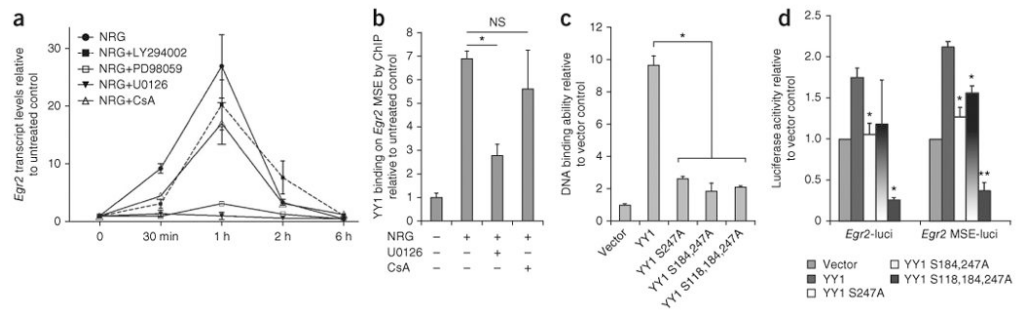 a
Egr2 transcript levels relative
to untreated control
30
20
10
0
NRG
NRG+LY294002
NRG+PD98059
NRG+U0126
NRG+CsA
0
30 min
1 h
2 h
6 h
b
YY1 binding on Egr2 MSE by ChIP
relative to untreated control
8
7
6
5
4
3
2
1
0
NS
*
NRG – + + +
U0126 – – + –
CsA – – – +
c
DNA binding ability relative
to vector control
12
10
8
6
4
2
0
*
Vector
YY1
YY1 S247A
YY1 S184,247A
YY1 S118,184,247A
d
Luciferase acitivity relative
to vector control
2.5
2.0
1.5
1.0
0.5
0
*
*
*
*
**
Egr2-luci
Egr2 MSE-luci
Vector
YY1
YY1 S247A
YY1 S184,247A
YY1 S118,184,247A